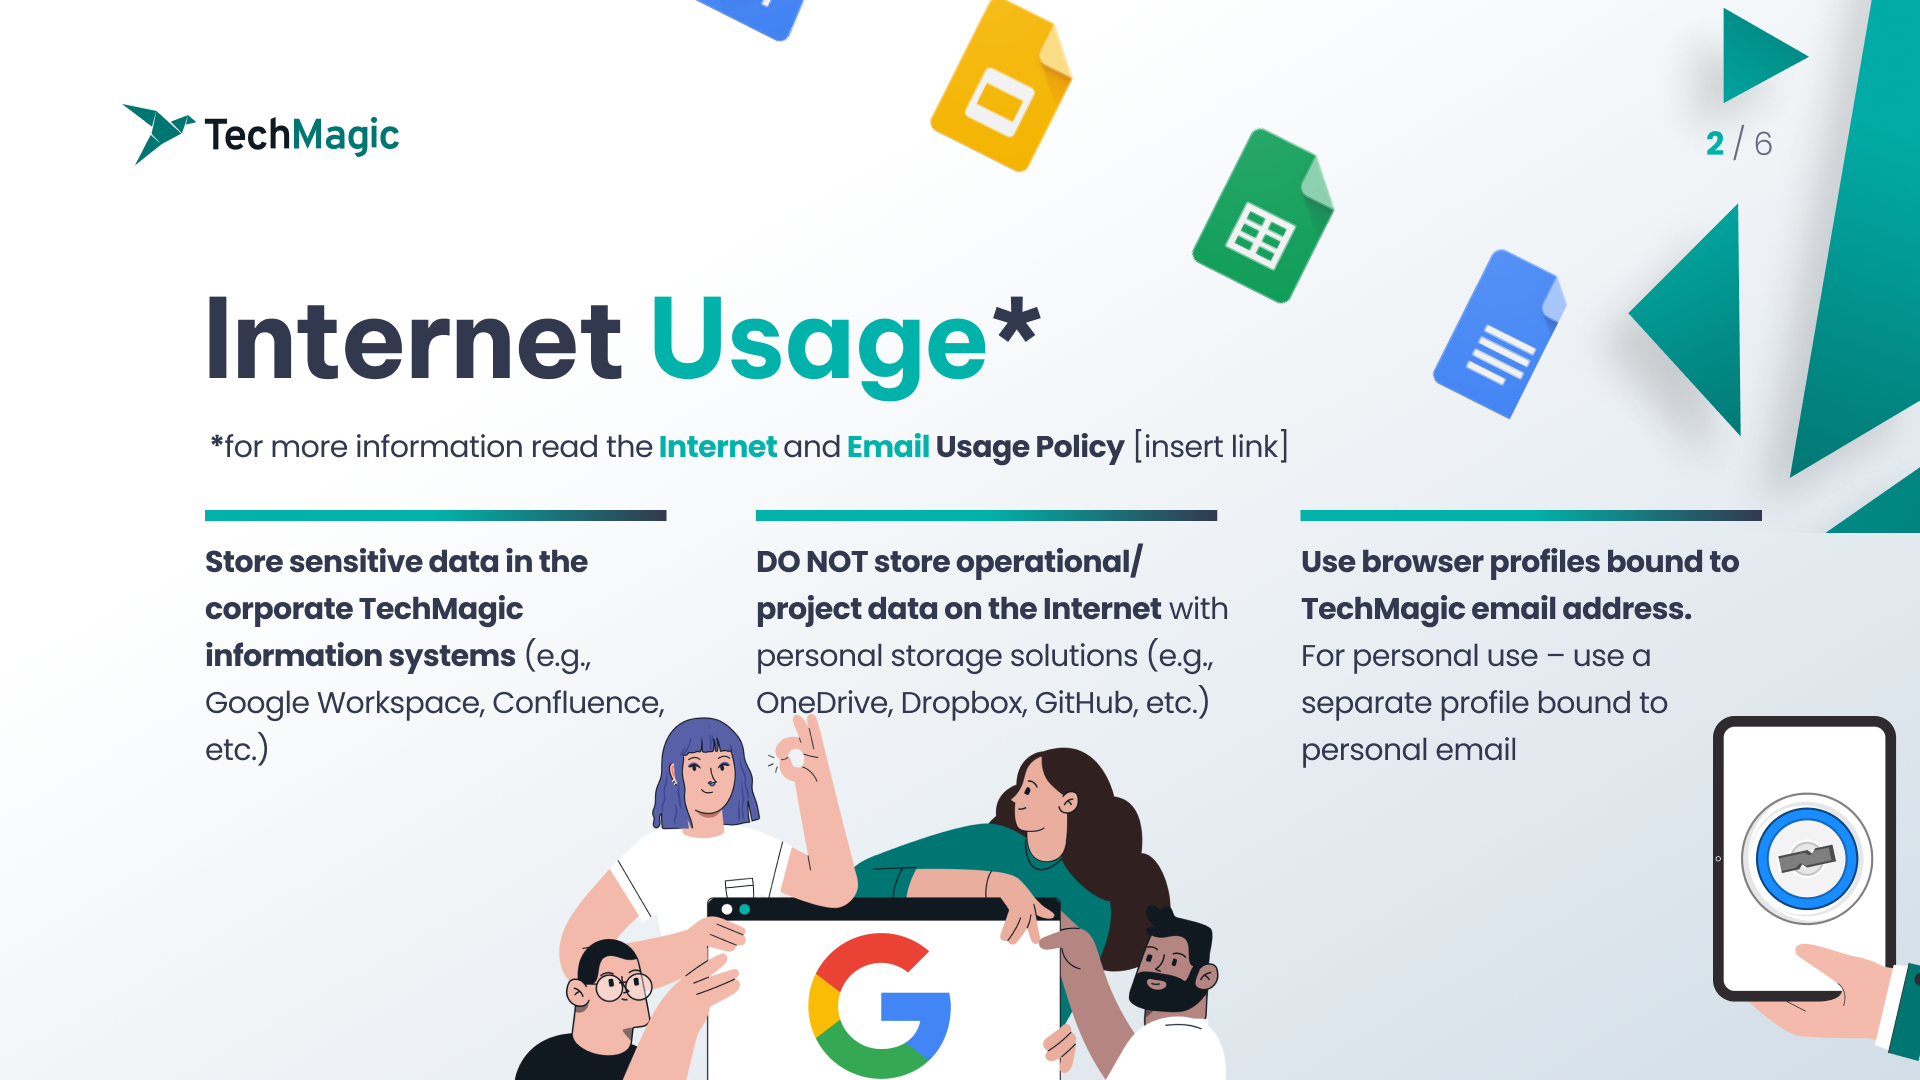 TechMagic
2 / 6
Internet Usage*
*for more information read the Internet and Email Usage Policy [insert link]
Store sensitive data in the
corporate TechMagic
information systems (e.g.,
Google Workspace, Confluence,
etc.)
DO NOT store operational/
project data on the Internet with
personal storage solutions (e.g.,
OneDrive, Dropbox, GitHub, etc.)
Use browser profiles bound to
TechMagic email address.
For personal use – use a
separate profile bound to
personal email